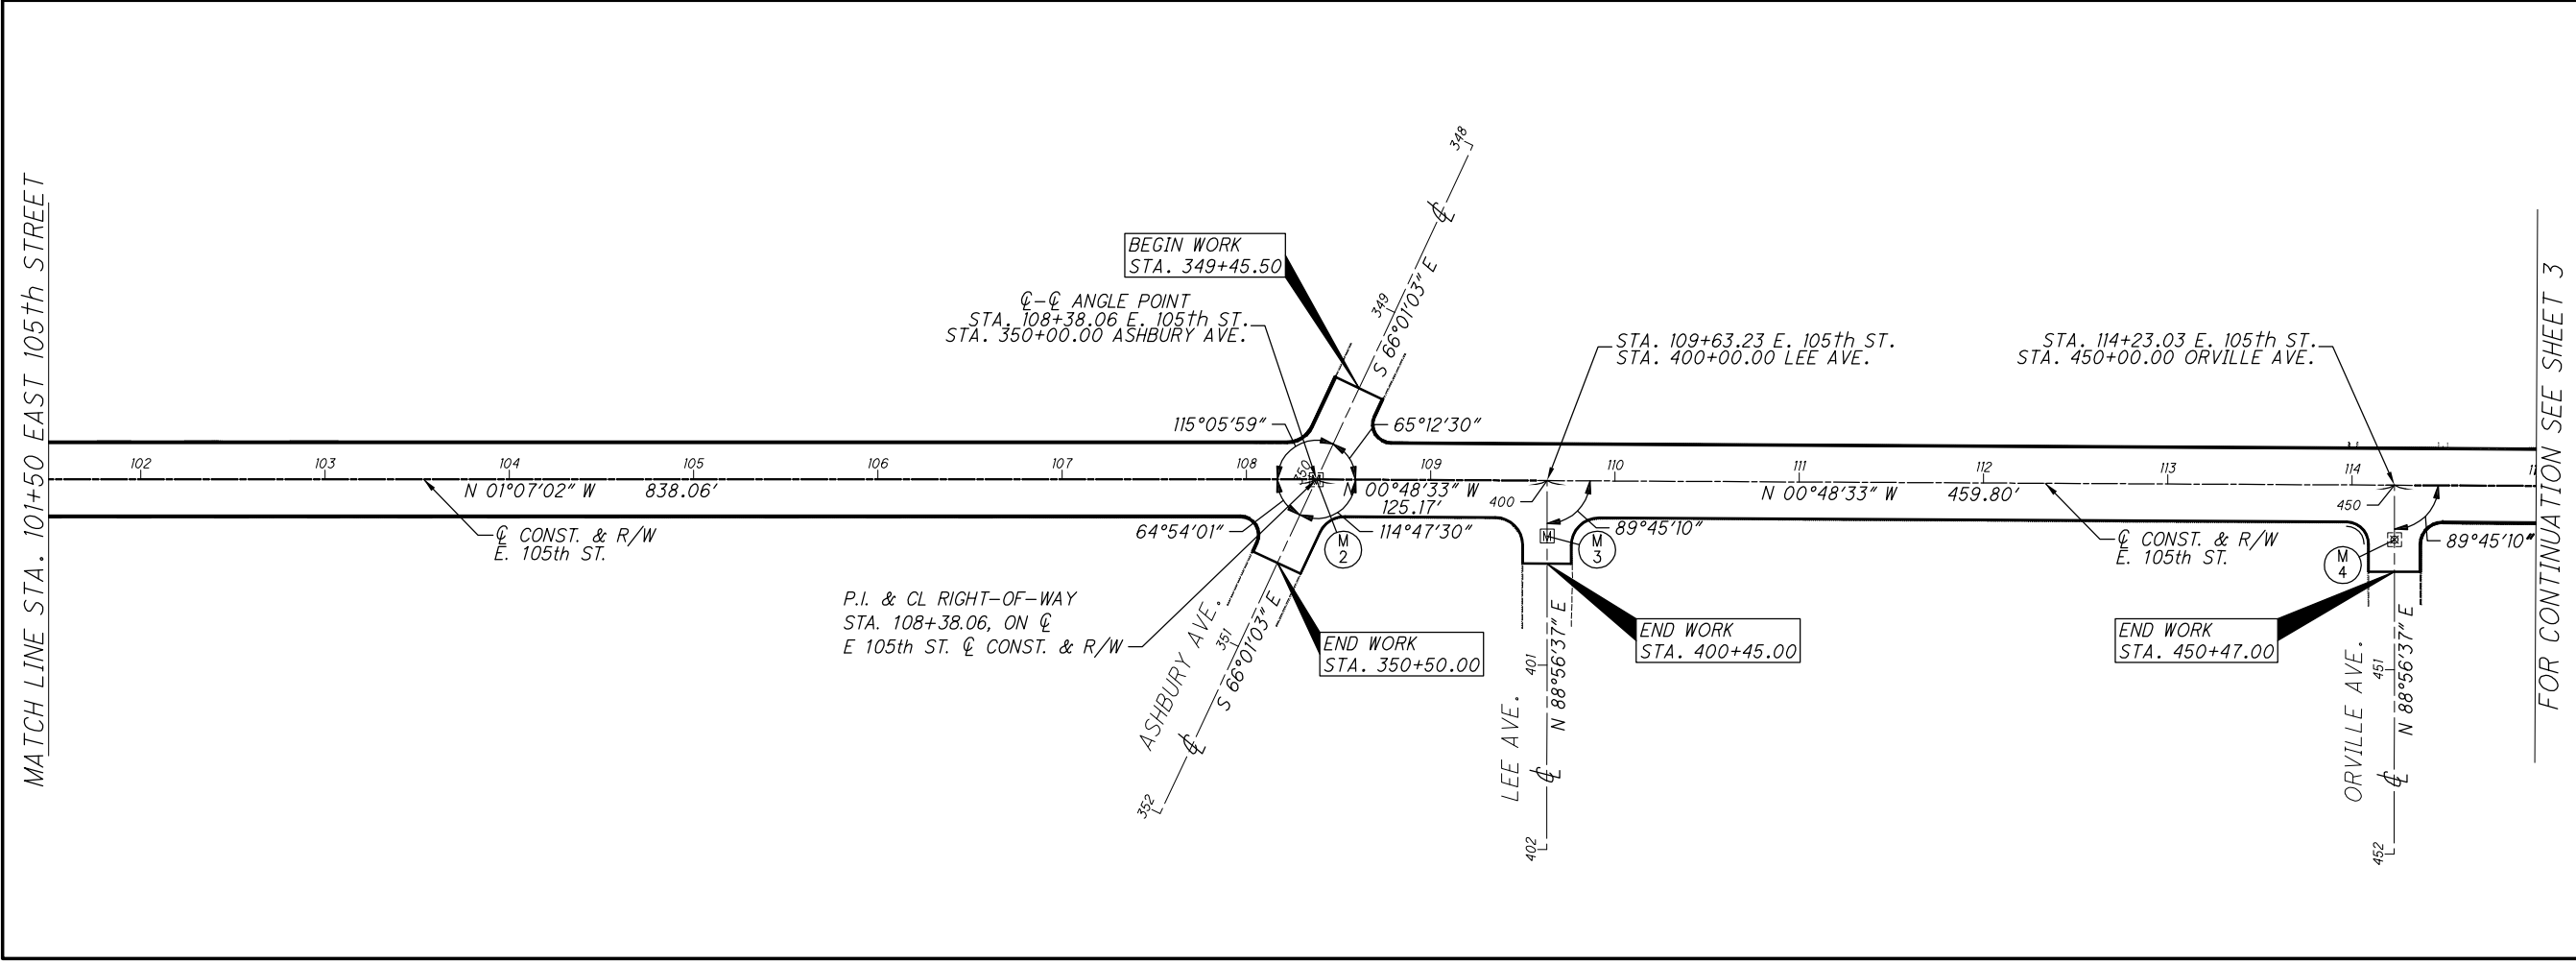 MATCH LINE STA. 101+50 EAST 105th STREET
348
℄
BEGIN WORK
STA. 349+45.50
S 66°01'03" E
349
℄-℄ ANGLE POINT
STA. 108+38.06 E. 105th ST.
STA. 350+00.00 ASHBURY AVE.
STA. 109+63.23 E. 105th ST.
STA. 400+00.00 LEE AVE.
STA. 114+23.03 E. 105th ST.
STA. 450+00.00 ORVILLE AVE.
115°05'59"
65°12'30"
102
103
104
105
106
107
108
109
110
111
112
113
114
11
350
N 01°07'02" W
838.06'
N 00°48'33" W
125.17'
400
N 00°48'33" W
459.80'
450
℄ CONST. & R/W
E. 105th ST.
64°54'01"
M
2
114°47'30"
M
M
3
89°45'10"
℄ CONST. & R/W
E. 105th ST.
M
4
89°45'10"
P.I. & CL RIGHT-OF-WAY
STA. 108+38.06, ON ℄
E 105th ST. ℄ CONST. & R/W
ASHBURY AVE.
351
S 66°01'03" E
END WORK
STA. 350+50.00
℄
352
END WORK
STA. 400+45.00
401
N 88°56'37" E
LEE AVE.
℄
402
END WORK
STA. 450+47.00
451
N 88°56'37" E
ORVILLE AVE.
℄
452
FOR CONTINUATION SEE SHEET 3